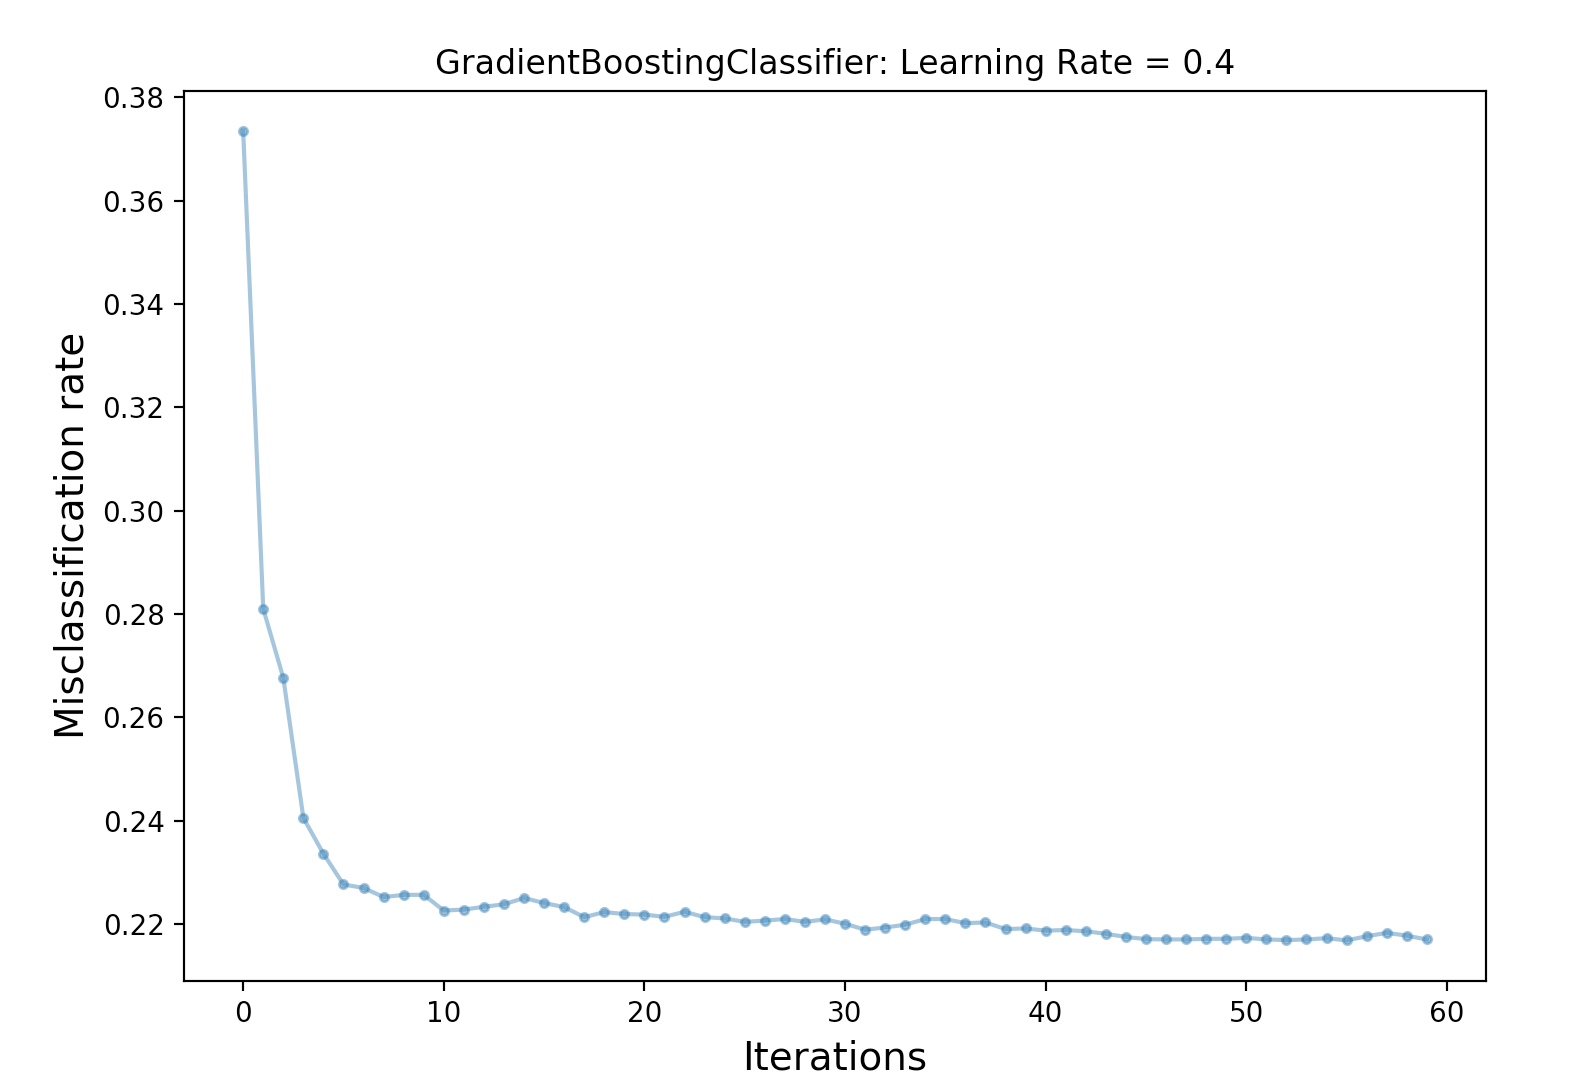 GradientBoostingClassifier: Learning Rate = 0.4
0.38
0.36
0.34
0.32
0.30
0.28
0.26
0.24
0.22
Misclassification rate
0 10 20 30 40 50 60
Iterations